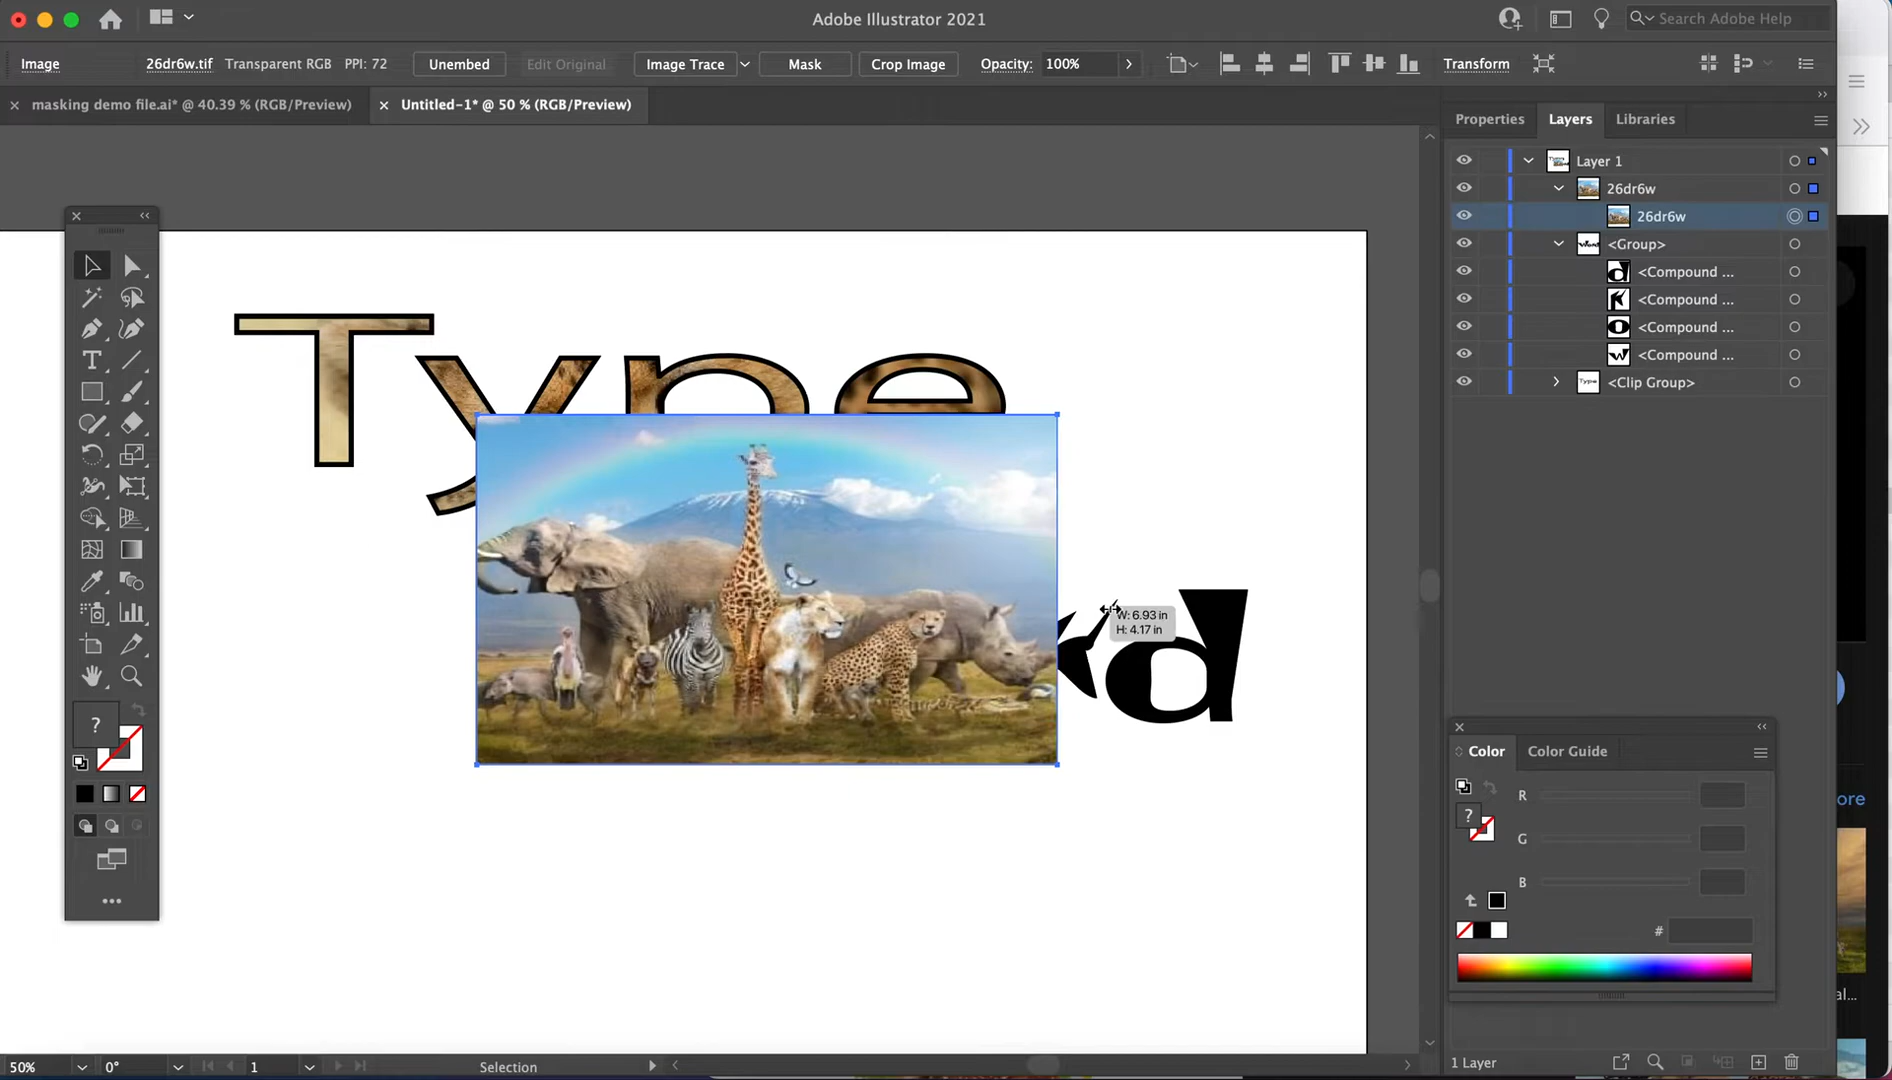 Adobe Illustrator 2021
Search Adobe Help
Image
26dr6w.tif
Transparent RGB
PPI: 72
Unembed
Edit Original
Image Trace
Mask
Crop Image
Opacity:
100%
Transform
masking demo file.ai* @ 40.39 % (RGB/Preview)
Untitled-1* @ 50 % (RGB/Preview)
Properties
Layers
Libraries
Layer 1
26dr6w
26dr6w
<Group>
<Compound ...
<Compound ...
<Compound ...
<Compound ...
<Clip Group>
Type
kd
W: 6.93 in
H: 4.17 in
?
Color
Color Guide
R
?
G
B
#
ore
al...
50%
0°
1
Selection
1 Layer